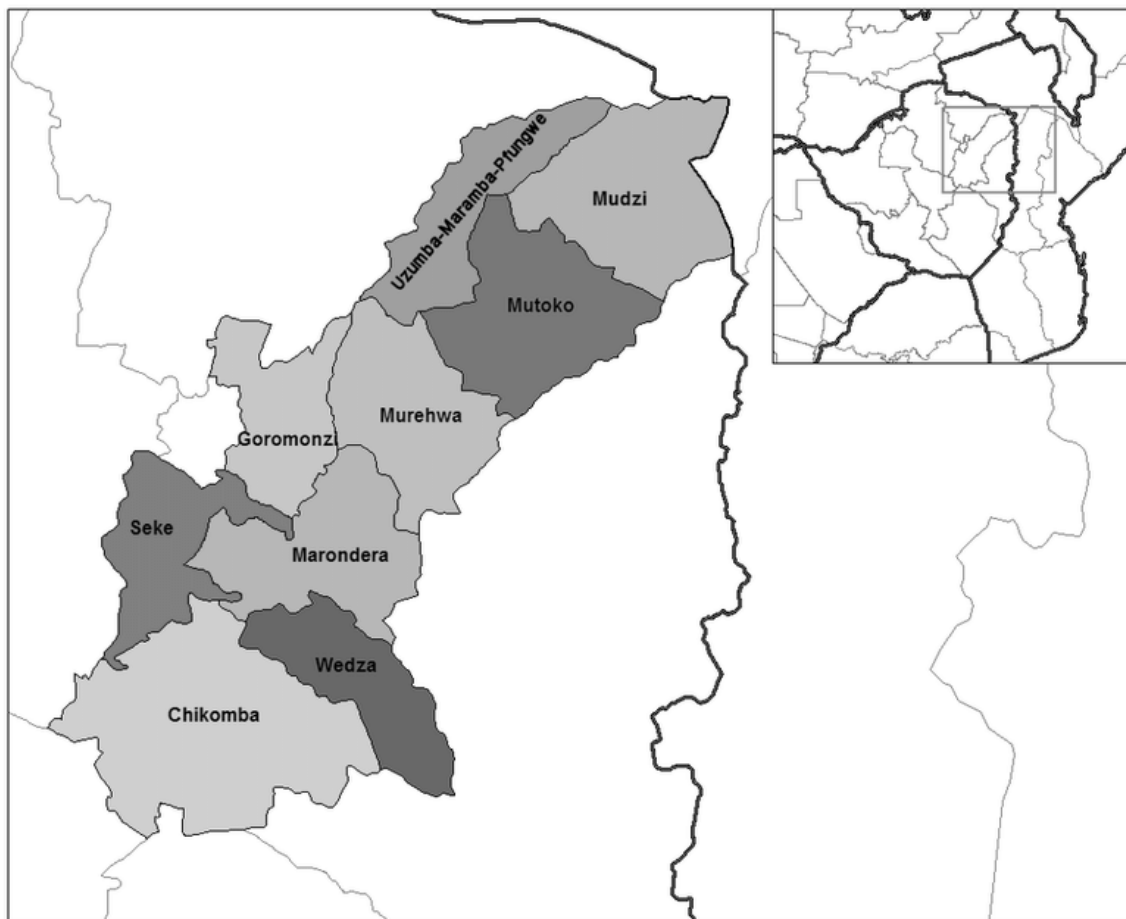 Uzumba-Maramba-Pfungwe
Mudzi
Mutoko
Murehwa
Goromonzi
Seke
Marondera
Wedza
Chikomba